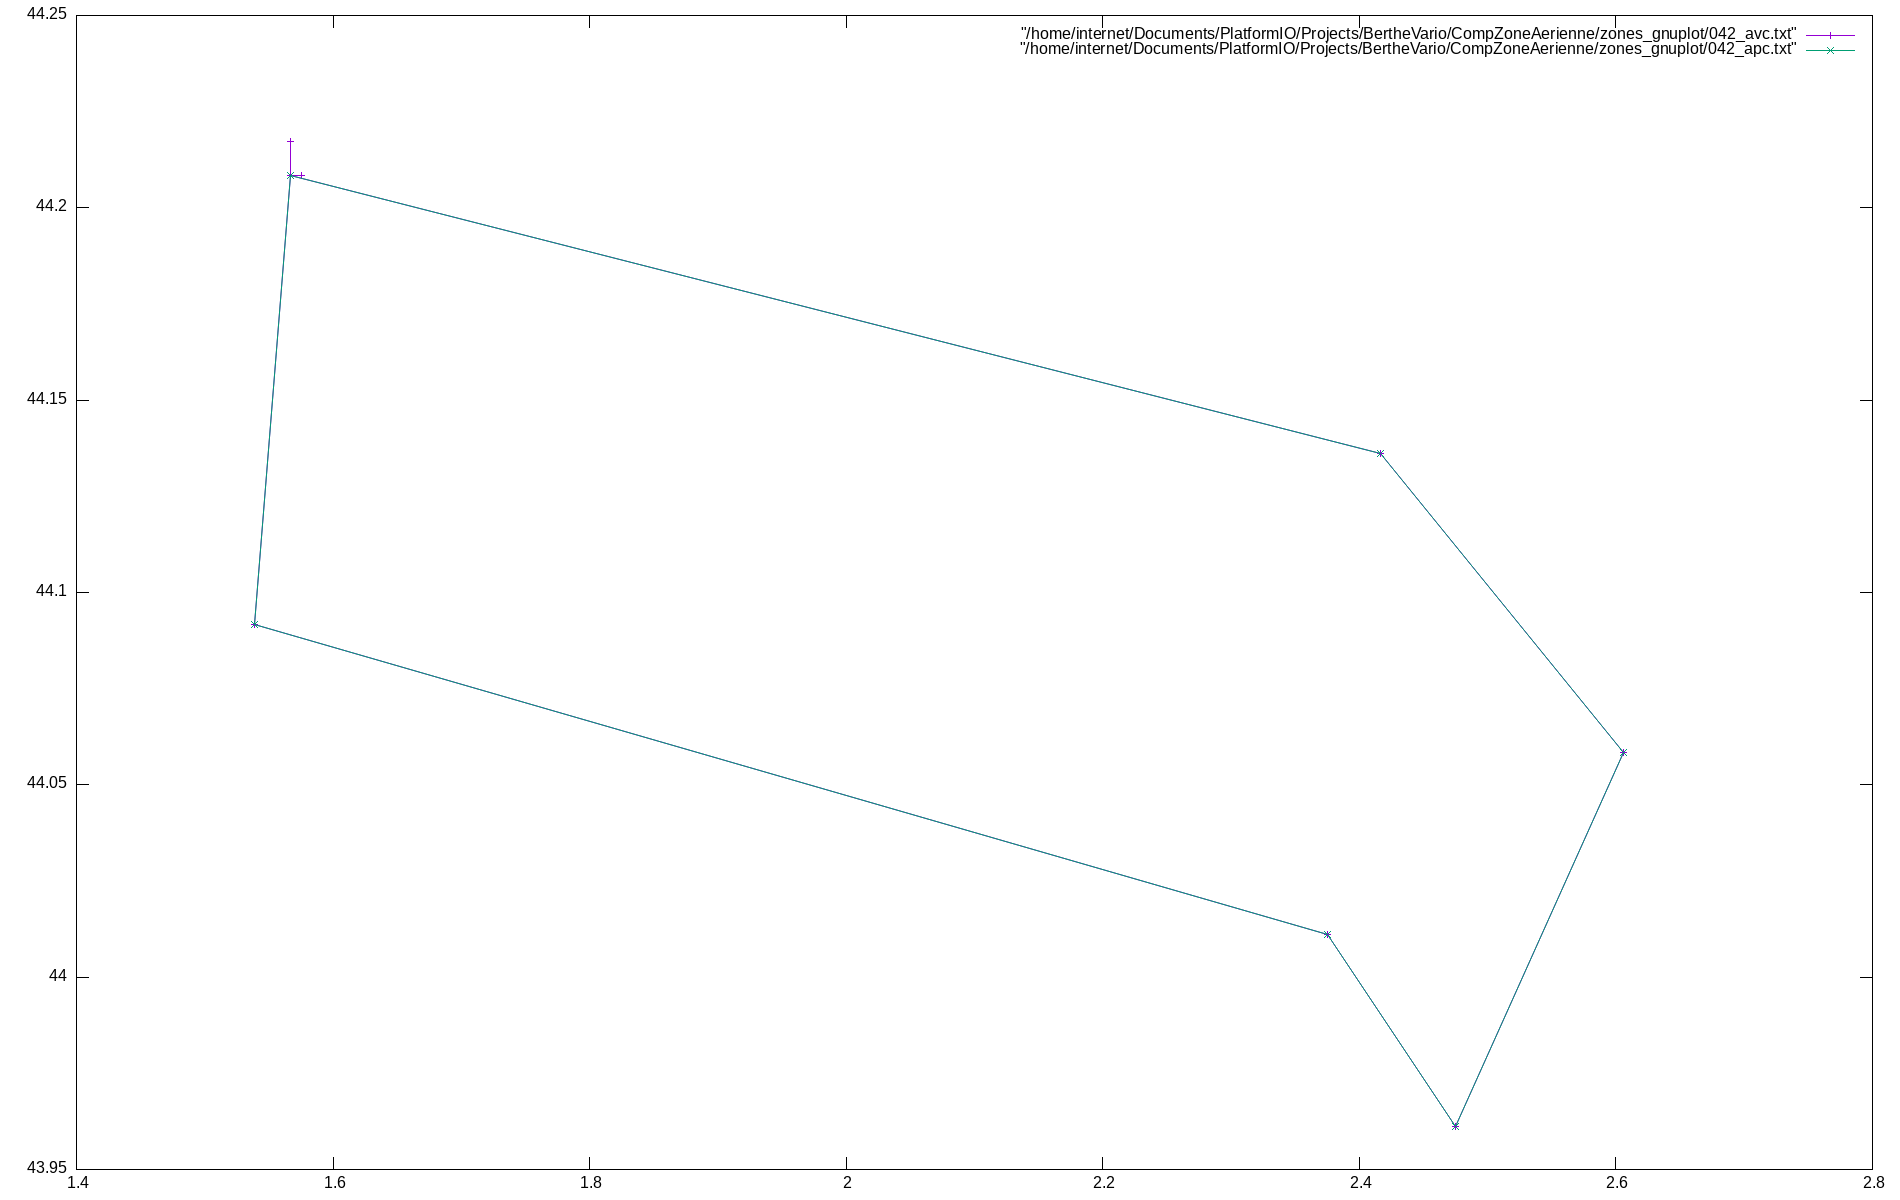 44.25
"/home/internet/Documents/PlatformIO/Projects/BertheVario/CompZoneAerienne/zones_gnuplot/042_avc.txt"
"/home/internet/Documents/PlatformIO/Projects/BertheVario/CompZoneAerienne/zones_gnuplot/042_apc.txt"
44.2
44.15
44.1
44.05
44
43.95
1.4 1.6 1.8 2 2.2 2.4 2.6 2.8